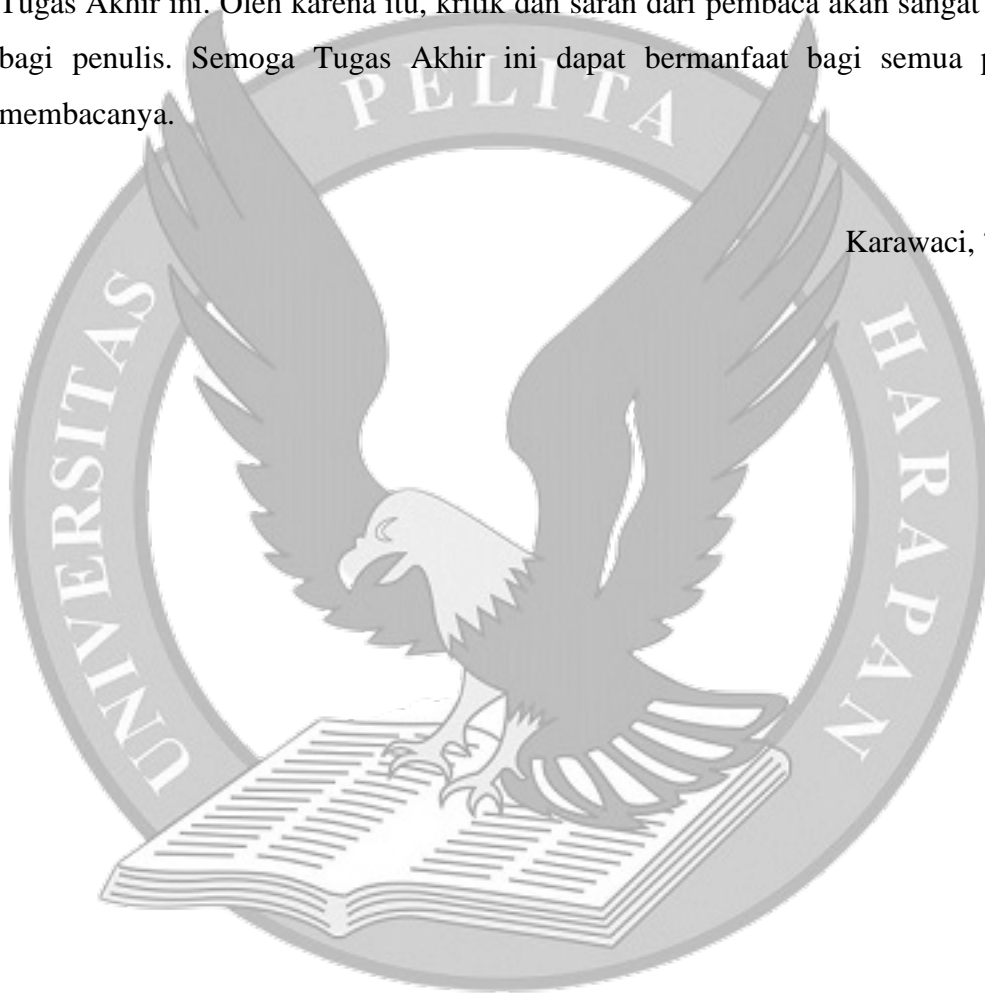 Tugas Akhir ini. Oleh karena itu, kritik dan saran dari pembaca akan sangat
bagi penulis. Semoga Tugas Akhir ini dapat bermanfaat bagi semua
membacanya.
PELITA
Karawaci,
UNIVERSITAS
HARAPAN